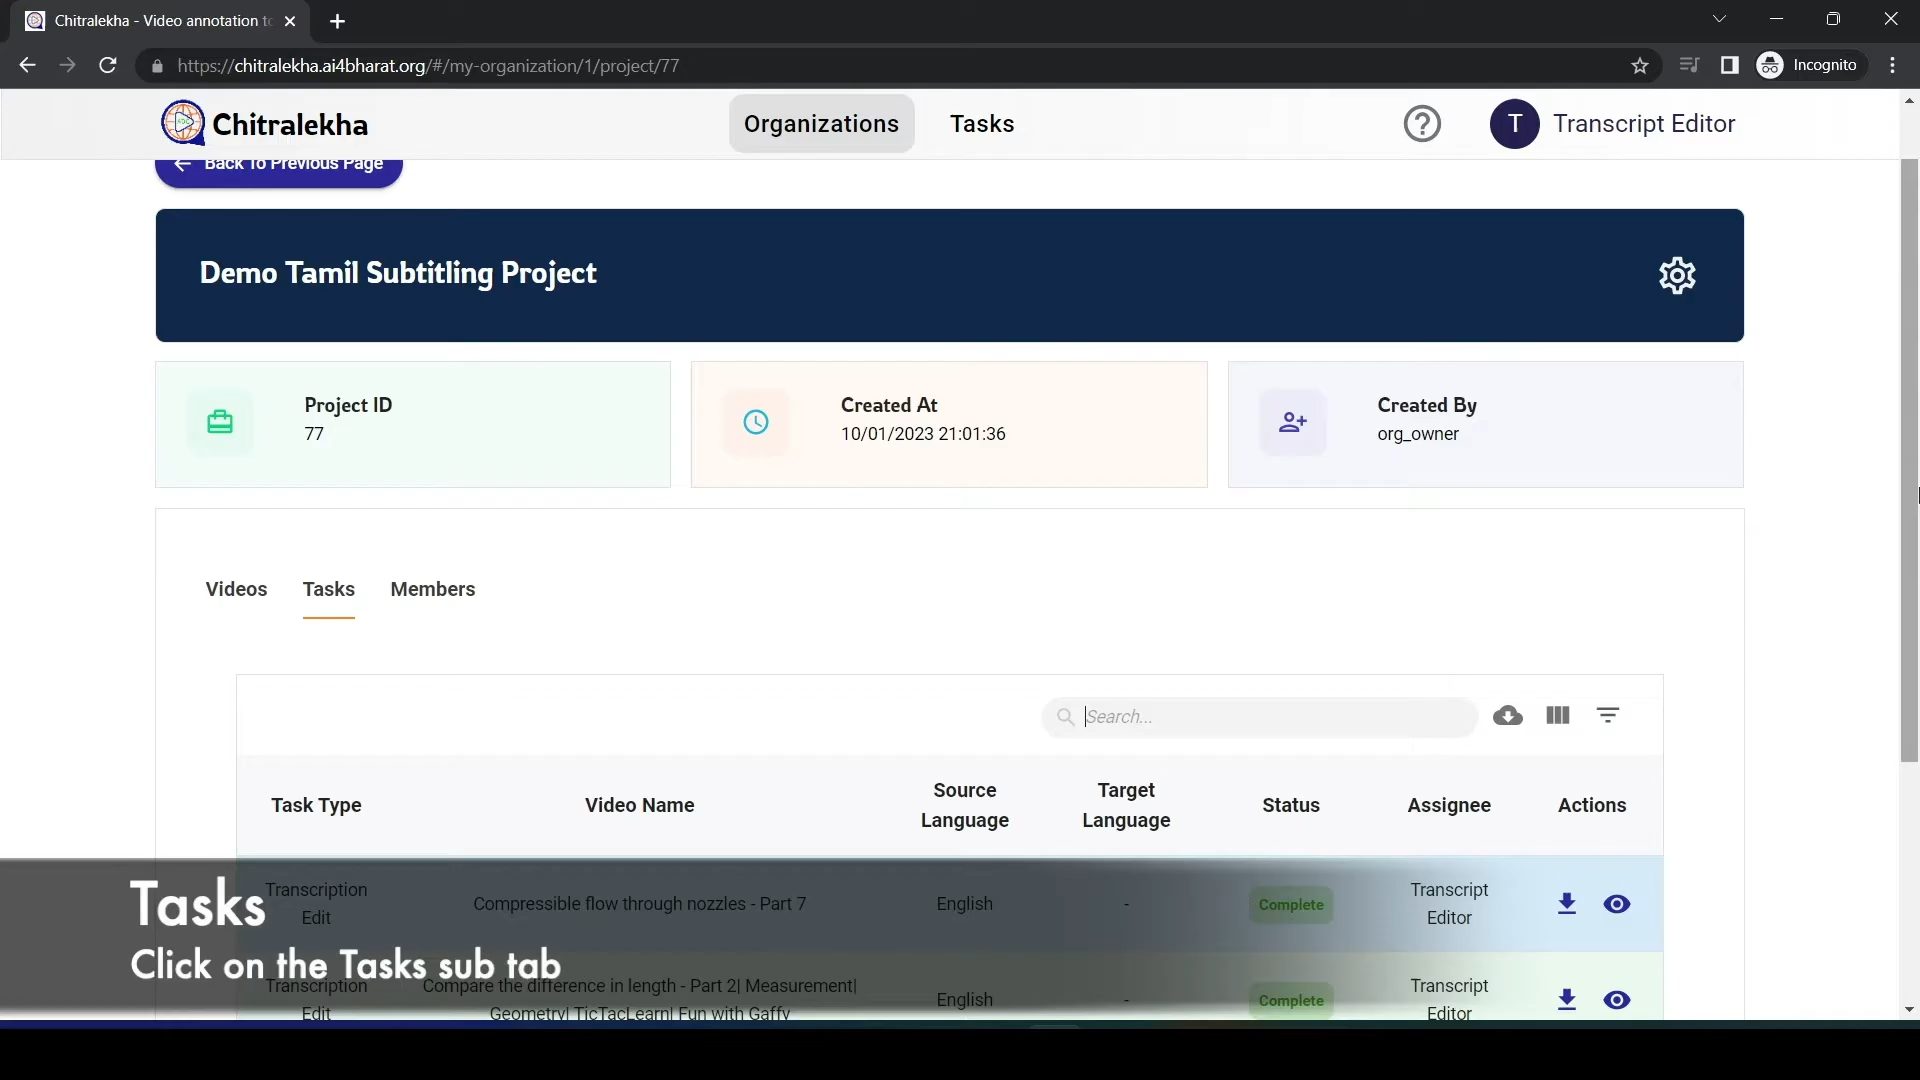 Chitralekha - Video annotation to
https://chitralekha.ai4bharat.org/#/my-organization/1/project/77
Incognito
Chitralekha
Organizations
Tasks
?
T
Transcript Editor
Back To Previous Page
Demo Tamil Subtitling Project
Project ID
77
Created At
10/01/2023 21:01:36
Created By
org_owner
Videos
Tasks
Members
Search...
Task Type
Video Name
Source
Language
Target
Language
Status
Assignee
Actions
Transcription
Edit
Compressible flow through nozzles - Part 7
English
-
Complete
Transcript
Editor
Tasks
Click on the Tasks sub tab
Transcription
Edit
Compare the difference in length - Part 2| Measurement|
Geometry| TicTacLearn| Fun with Gaffy
English
-
Complete
Transcript
Editor